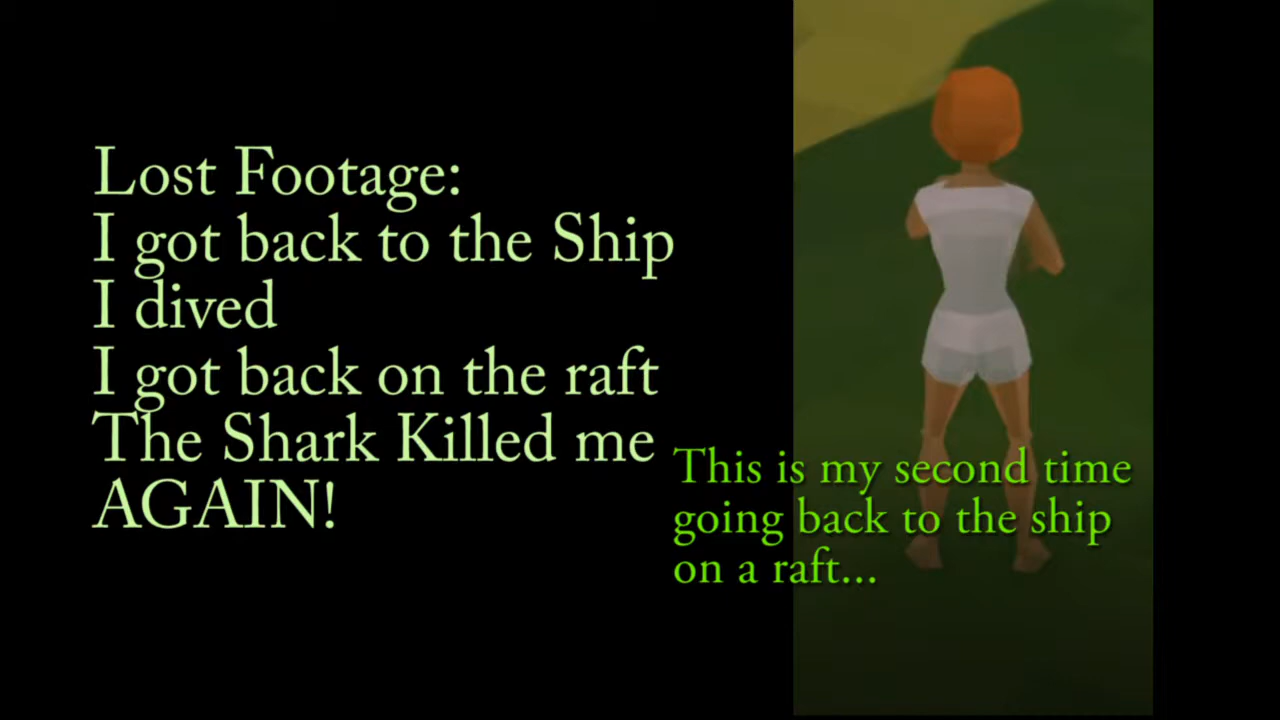 Lost Footage:
I got back to the Ship
I dived
I got back on the raft
The Shark Killed me
AGAIN!
This is my second time
going back to the ship
on a raft...